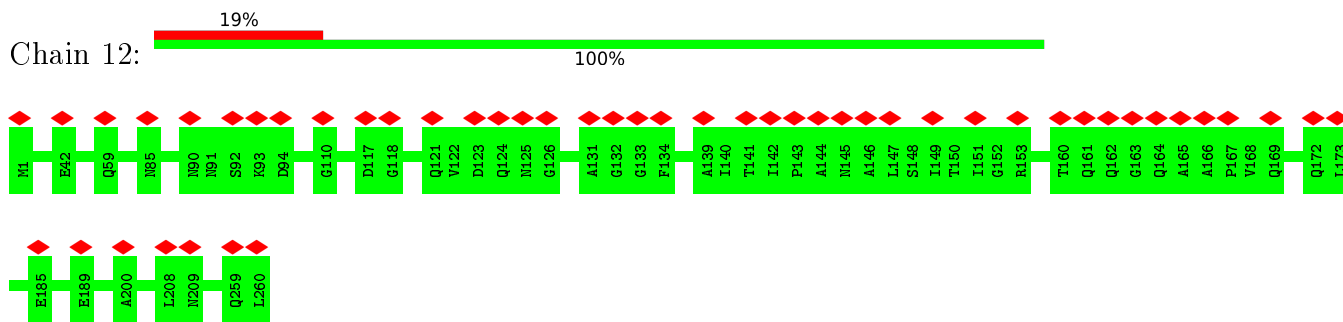 19%
Chain 12:
100%
M1 E42 Q59 N85 N90 N91 S92 K93 D94 G110 D117 G118 Q121 V122 D123 Q124 N125 G126 A131 G132 G133 F134 A139 I140 T141 I142 P143 A144 N145 A146 L147 S148 I149 T150 I151 G152 R153 T160 Q161 Q162 G163 Q164 A165 A166 P167 V168 Q169 Q172 L173
E185 E189 A200 L208 N209 Q259 L260